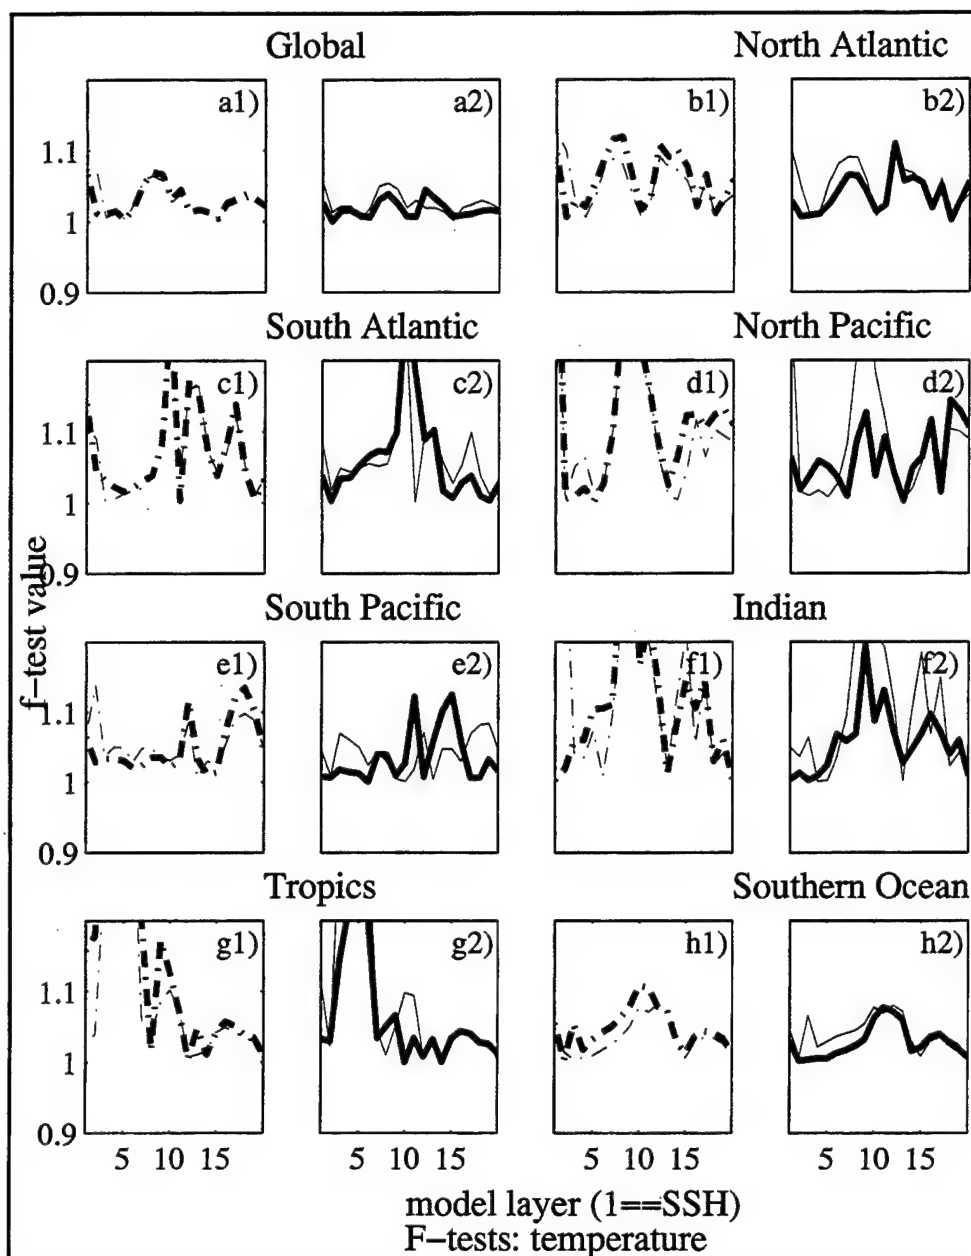 Global North Atlantic
a1) a2) b1) b2)
1.1
1
0.9
South Atlantic North Pacific
c1) c2) d1) d2)
1.1
1
0.9
f-test value
South Pacific Indian
e1) e2) f1) f2)
1.1
1
0.9
Tropics Southern Ocean
g1) g2) h1) h2)
1.1
1
0.9
5 10 15 5 10 15 5 10 15 5 10 15
model layer (1==SSH)
F-tests: temperature